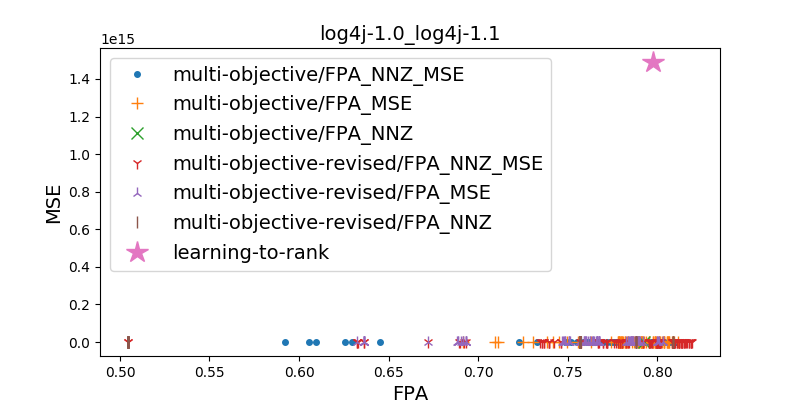 log4j-1.0_log4j-1.1
1e15
1.4
1.2
1.0
0.8
0.6
0.4
0.2
0.0
MSE
multi-objective/FPA_NNZ_MSE
multi-objective/FPA_MSE
multi-objective/FPA_NNZ
multi-objective-revised/FPA_NNZ_MSE
multi-objective-revised/FPA_MSE
multi-objective-revised/FPA_NNZ
learning-to-rank
0.50 0.55 0.60 0.65 0.70 0.75 0.80
FPA